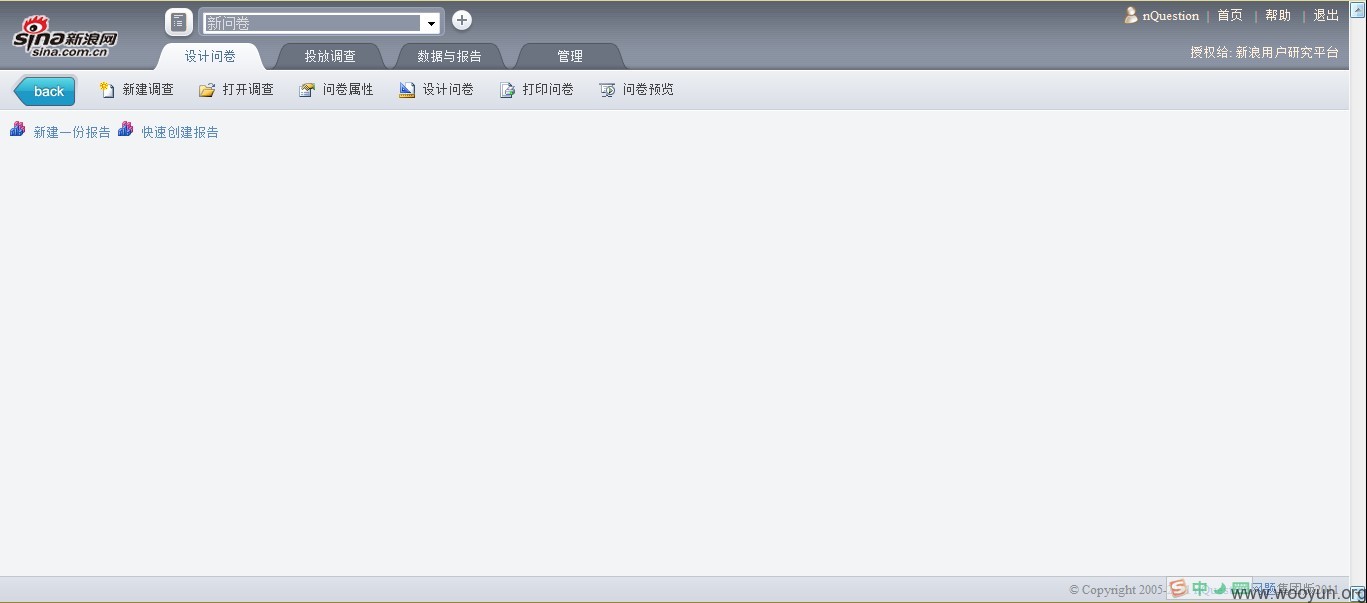 sina新浪网
sina.com.cn
新问卷
nQuestion | 首页 | 帮助 | 退出
设计问卷 投放调查 数据与报告 管理
授权给: 新浪用户研究平台
back 新建调查 打开调查 问卷属性 设计问卷 打印问卷 问卷预览
新建一份报告 快速创建报告
© Copyright 2005- 问题集团版2011
中
www.wooyun.org